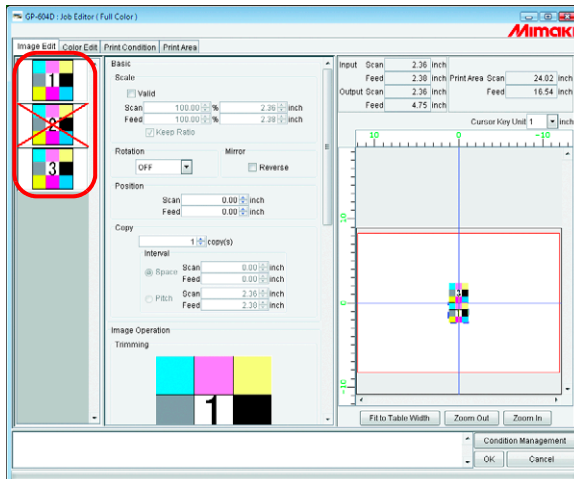 GP-604D : Job Editor ( Full Color )
Mimaki
Image Edit Color Edit Print Condition Print Area
1
2
3
Basic
Scale
Valid
Scan 100.00 % 2.36 inch
Feed 100.00 % 2.38 inch
Keep Ratio
Rotation Mirror
OFF Reverse
Position
Scan 0.00 inch
Feed 0.00 inch
Copy
1 copy(s)
Interval
Space Scan 0.00 inch
Feed 0.00 inch
Pitch Scan 2.36 inch
Feed 2.38 inch
Image Operation
Trimming
1
Input Scan 2.36 inch
Feed 2.38 inch Print Area Scan 24.02 inch
Output Scan 2.36 inch Feed 16.54 inch
Feed 4.75 inch
Cursor Key Unit 1 inch
10 0 -10
10
0
-10
3
1
Fit to Table Width Zoom Out Zoom In
Condition Management
OK Cancel